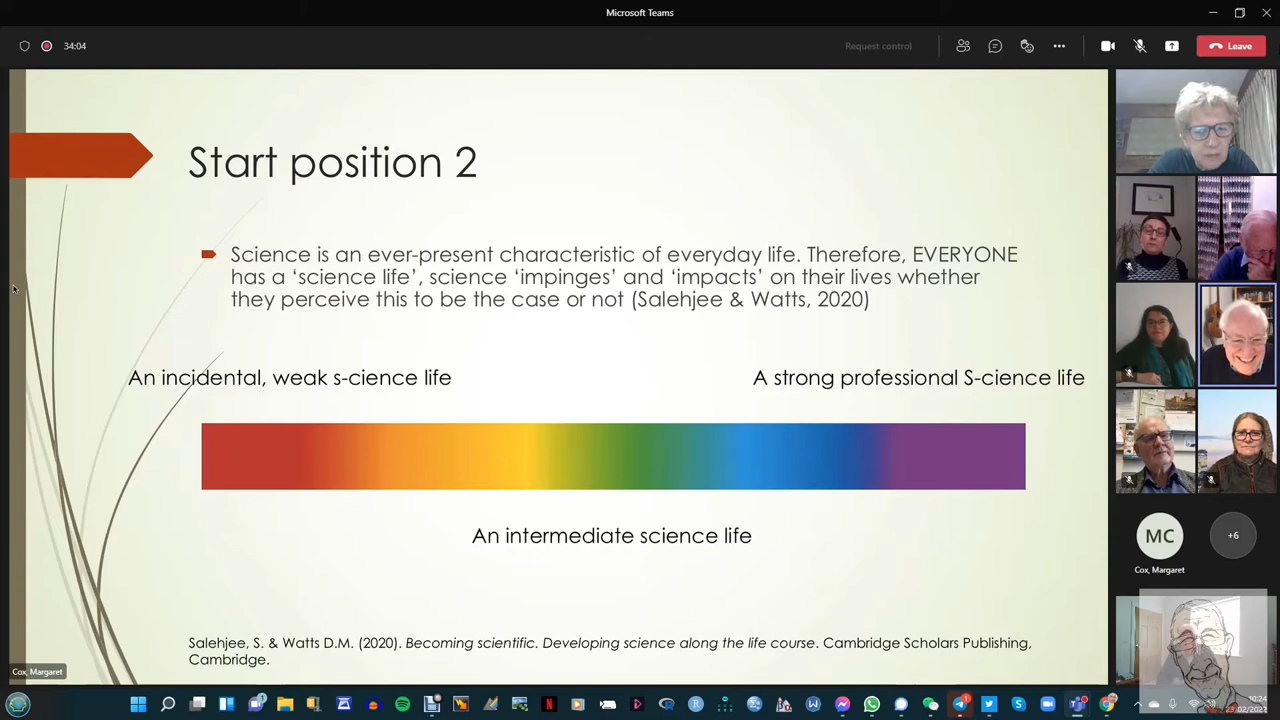 Microsoft Teams
34:04
Request control
Leave
Start position 2
Science is an ever-present characteristic of everyday life. Therefore, EVERYONE
has a ‘science life’, science ‘impinges’ and ‘impacts’ on their lives whether
they perceive this to be the case or not (Salehjee & Watts, 2020)
An incidental, weak s-cience life
A strong professional S-cience life
An intermediate science life
Salehjee, S. & Watts D.M. (2020). Becoming scientific. Developing science along the life course. Cambridge Scholars Publishing,
Cambridge.
Cox, Margaret
MC
+6
Cox, Margaret
10:24